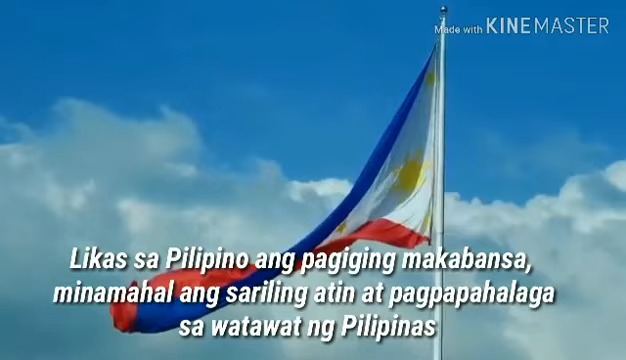 Made with KINEMASTER
Likas sa Pilipino ang pagiging makabansa,
minamahal ang sariling atin at pagpapahalaga
sa watawat ng Pilipinas